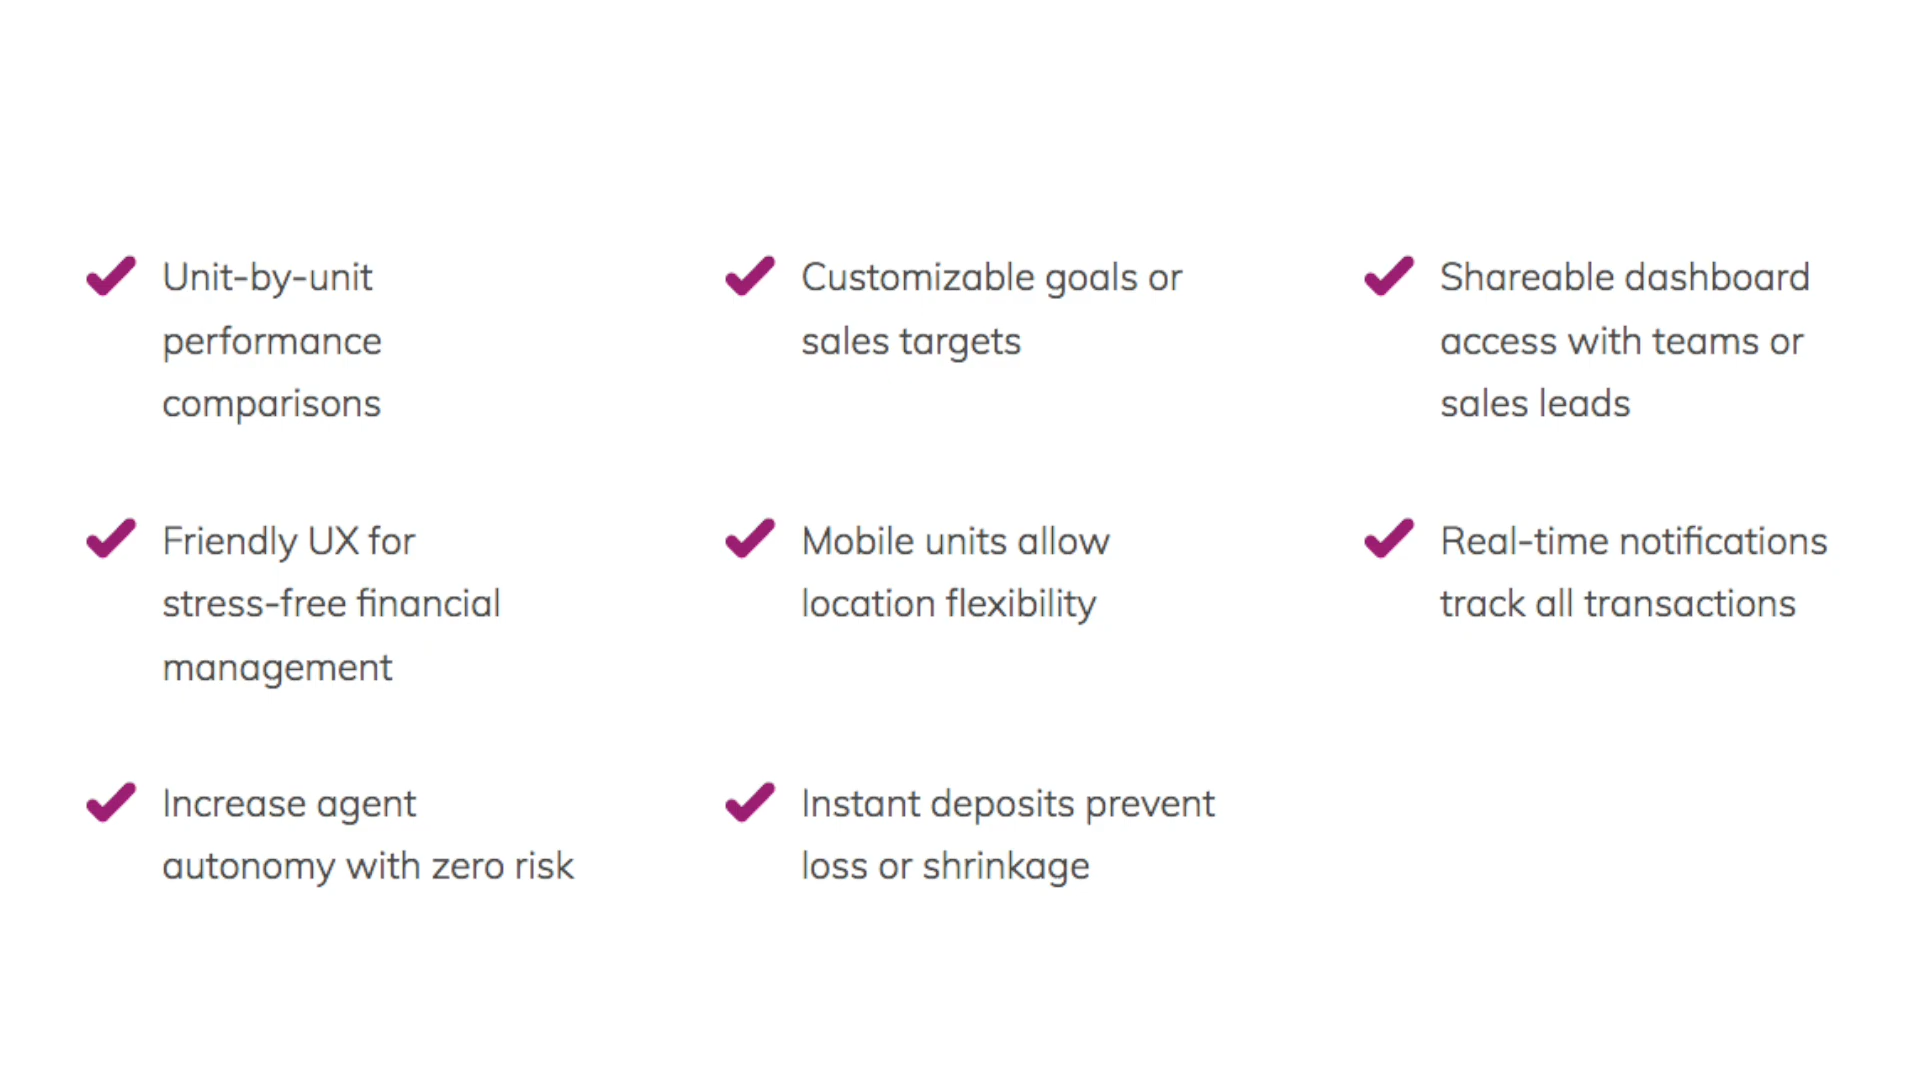 Unit-by-unit
performance
comparisons
Customizable goals or
sales targets
Shareable dashboard
access with teams or
sales leads
Friendly UX for
stress-free financial
management
Mobile units allow
location flexibility
Real-time notifications
track all transactions
Increase agent
autonomy with zero risk
Instant deposits prevent
loss or shrinkage